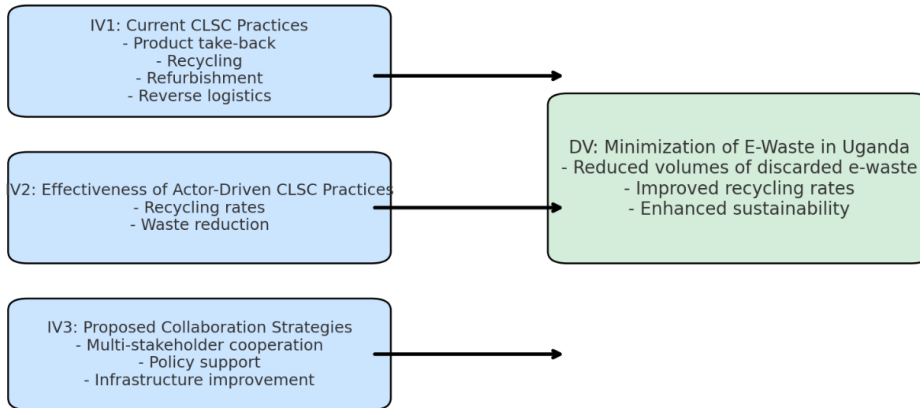 IV1: Current CLSC Practices
- Product take-back
- Recycling
- Refurbishment
- Reverse logistics
IV2: Effectiveness of Actor-Driven CLSC Practices
- Recycling rates
- Waste reduction
IV3: Proposed Collaboration Strategies
- Multi-stakeholder cooperation
- Policy support
- Infrastructure improvement
DV: Minimization of E-Waste in Uganda
- Reduced volumes of discarded e-waste
- Improved recycling rates
- Enhanced sustainability